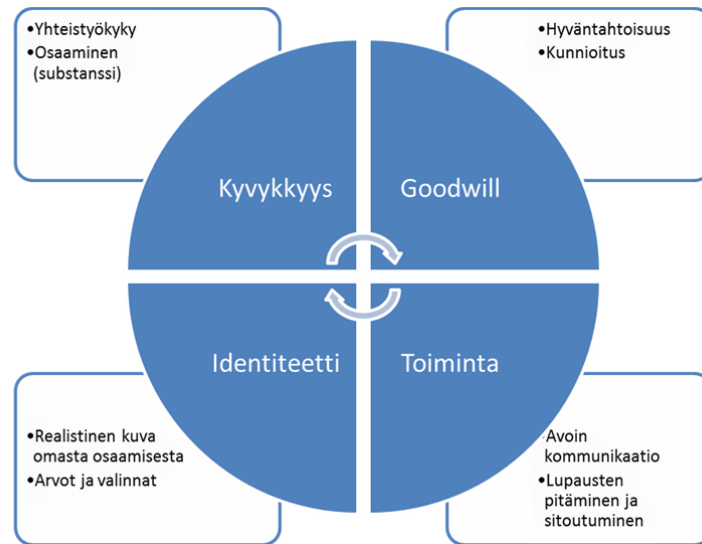 •Yhteistyökyky
•Osaaminen
(substanssi)
•Hyväntahtoisuus
•Kunnioitus
Kyvykkyys
Goodwill
Identiteetti
Toiminta
•Realistinen kuva
omasta osaamisesta
•Arvot ja valinnat
•Avoin
kommunikaatio
•Lupausten
pitäminen ja
sitoutuminen